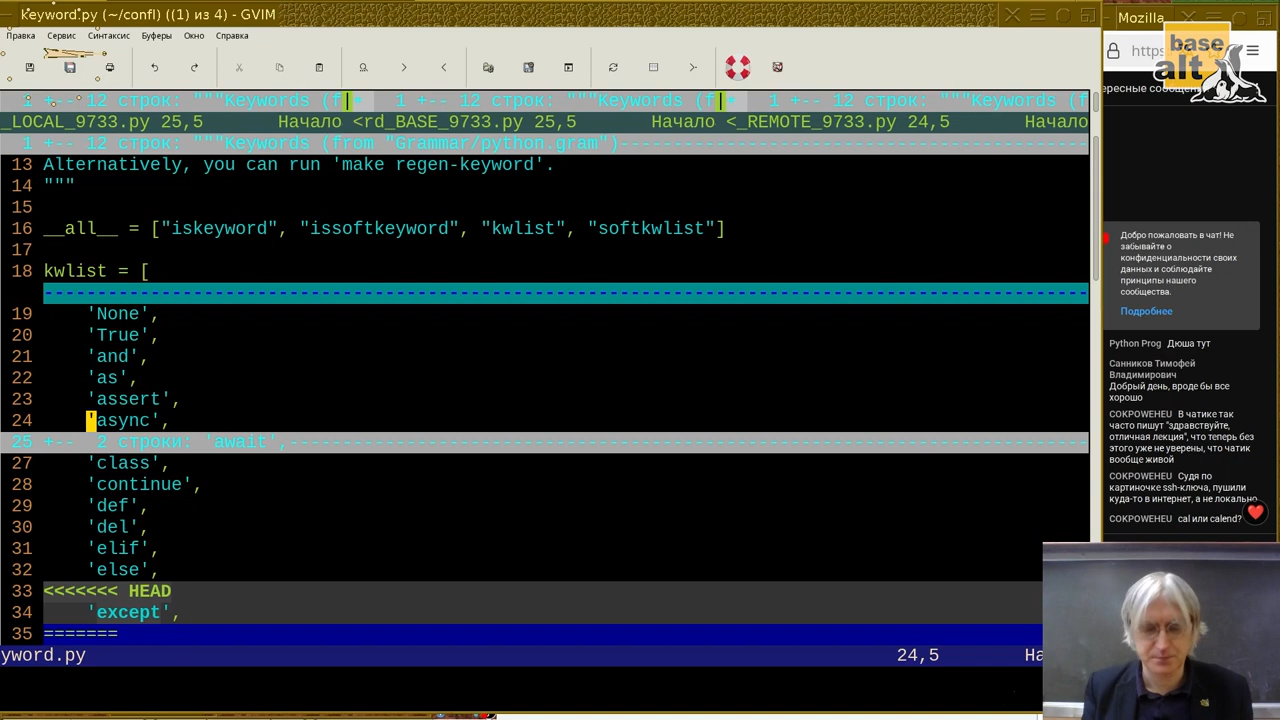 keyword.py (~/confl) ((1) из 4) - GVIM
Mozilla
Правка Сервис Синтаксис Буферы Окно Справка
https
base
alt
ересные сообщен
1 +-- 12 строк: """Keywords (f 1 +-- 12 строк: """Keywords (f 1 +-- 12 строк: """Keywords (f
_LOCAL_9733.py 25,5 Начало <rd_BASE_9733.py 25,5 Начало <_REMOTE_9733.py 24,5 Начало
1 +-- 12 строк: """Keywords (from "Grammar/python.gram")------------------------------------------
13 Alternatively, you can run 'make regen-keyword'.
14 """
15
16 __all__ = ["iskeyword", "issoftkeyword", "kwlist", "softkwlist"]
17
18 kwlist = [
--------------------------------------------------------------------------------------------------
19 'None',
20 'True',
21 'and',
22 'as',
23 'assert',
24 'async',
25 +-- 2 строки: 'await',---------------------------------------------------------------------------
27 'class',
28 'continue',
29 'def',
30 'del',
31 'elif',
32 'else',
33 <<<<<<< HEAD
34 'except',
35 =======
yword.py 24,5 На
Добро пожаловать в чат! Не
забывайте о
конфиденциальности своих
данных и соблюдайте
принципы нашего
сообщества.
Подробнее
Python Prog Дюша тут
Санников Тимофей
Владимирович
Добрый день, вроде бы все
хорошо
COKPOWEHEU В чатике так
часто пишут "здравствуйте,
отличная лекция", что теперь без
этого уже не уверены, что чатик
вообще живой
COKPOWEHEU Судя по
картиночке ssh-ключа, пушили
куда-то в интернет, а не локально
COKPOWEHEU cal или calend?